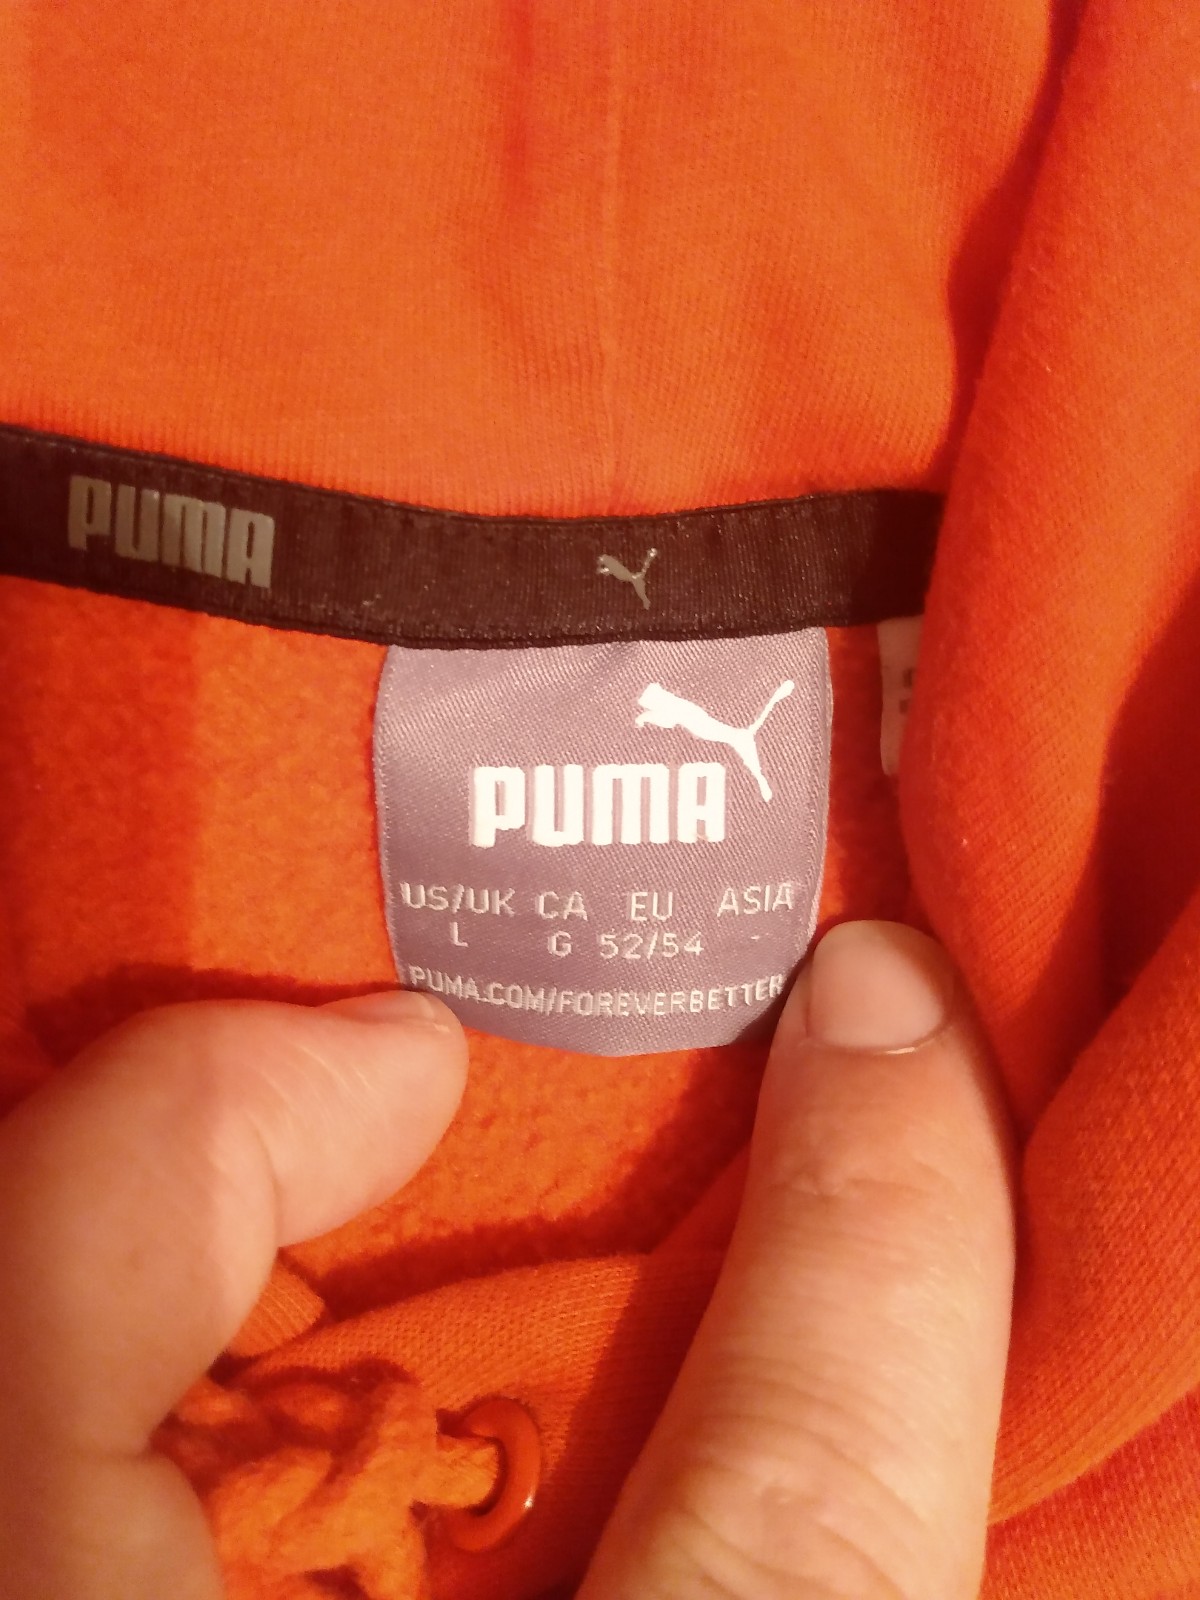 PUMA
PUMA
US/UK CA EU ASIA
L G 52/54 -
PUMA.COM/FOREVERBETTER